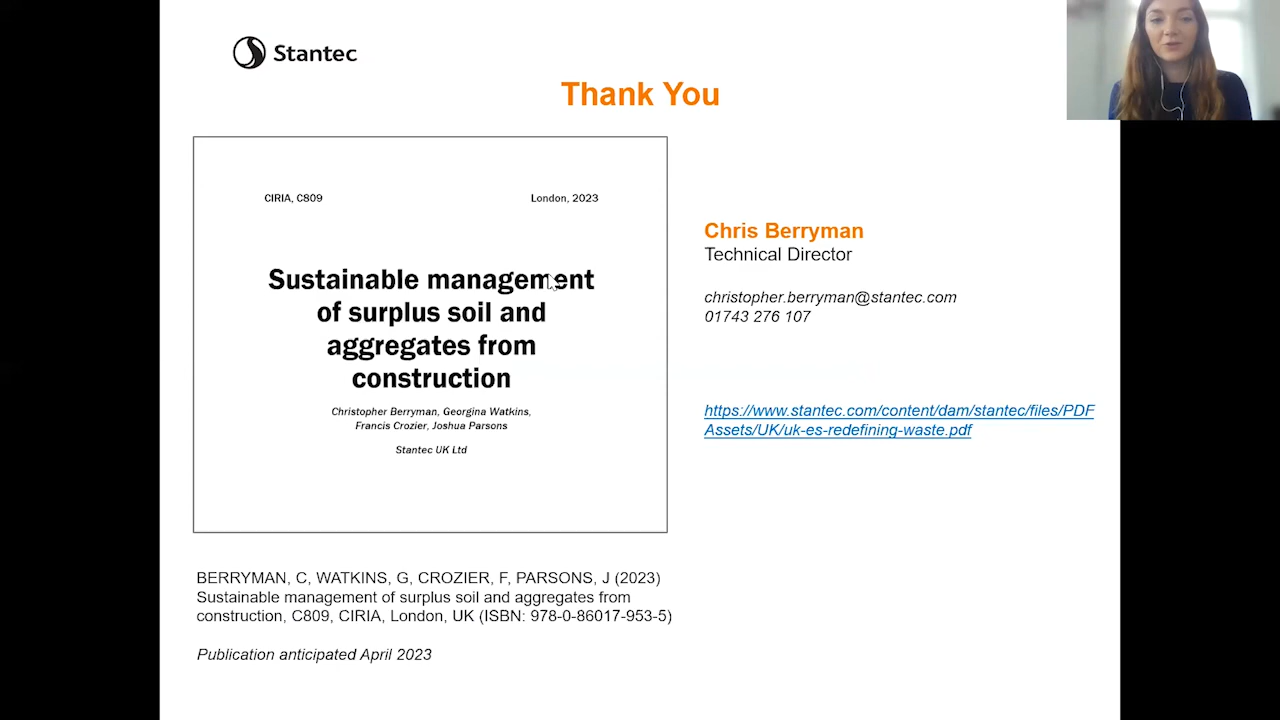 Stantec
Thank You
CIRIA, C809
London, 2023
Sustainable management
of surplus soil and
aggregates from
construction
Christopher Berryman, Georgina Watkins,
Francis Crozier, Joshua Parsons
Stantec UK Ltd
Chris Berryman
Technical Director
christopher.berryman@stantec.com
01743 276 107
https://www.stantec.com/content/dam/stantec/files/PDF
Assets/UK/uk-es-redefining-waste.pdf
BERRYMAN, C, WATKINS, G, CROZIER, F, PARSONS, J (2023)
Sustainable management of surplus soil and aggregates from
construction, C809, CIRIA, London, UK (ISBN: 978-0-86017-953-5)
Publication anticipated April 2023